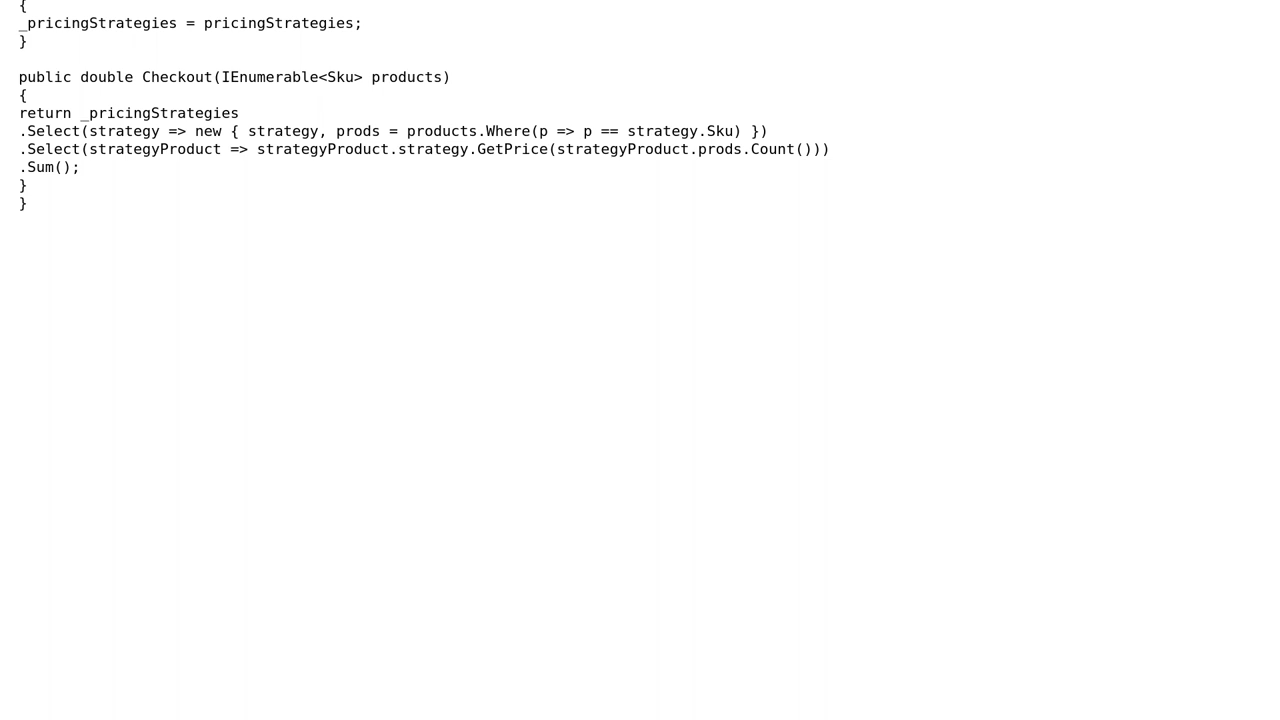 {
_pricingStrategies = pricingStrategies;
}
public double Checkout(IEnumerable<Sku> products)
{
return _pricingStrategies
.Select(strategy => new { strategy, prods = products.Where(p => p == strategy.Sku) })
.Select(strategyProduct => strategyProduct.strategy.GetPrice(strategyProduct.prods.Count()))
.Sum();
}
}